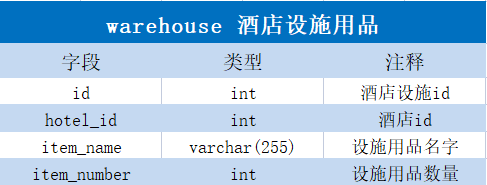 warehouse 酒店设施用品
字段 类型 注释
id int 酒店设施id
hotel_id int 酒店id
item_name varchar(255) 设施用品名字
item_number int 设施用品数量